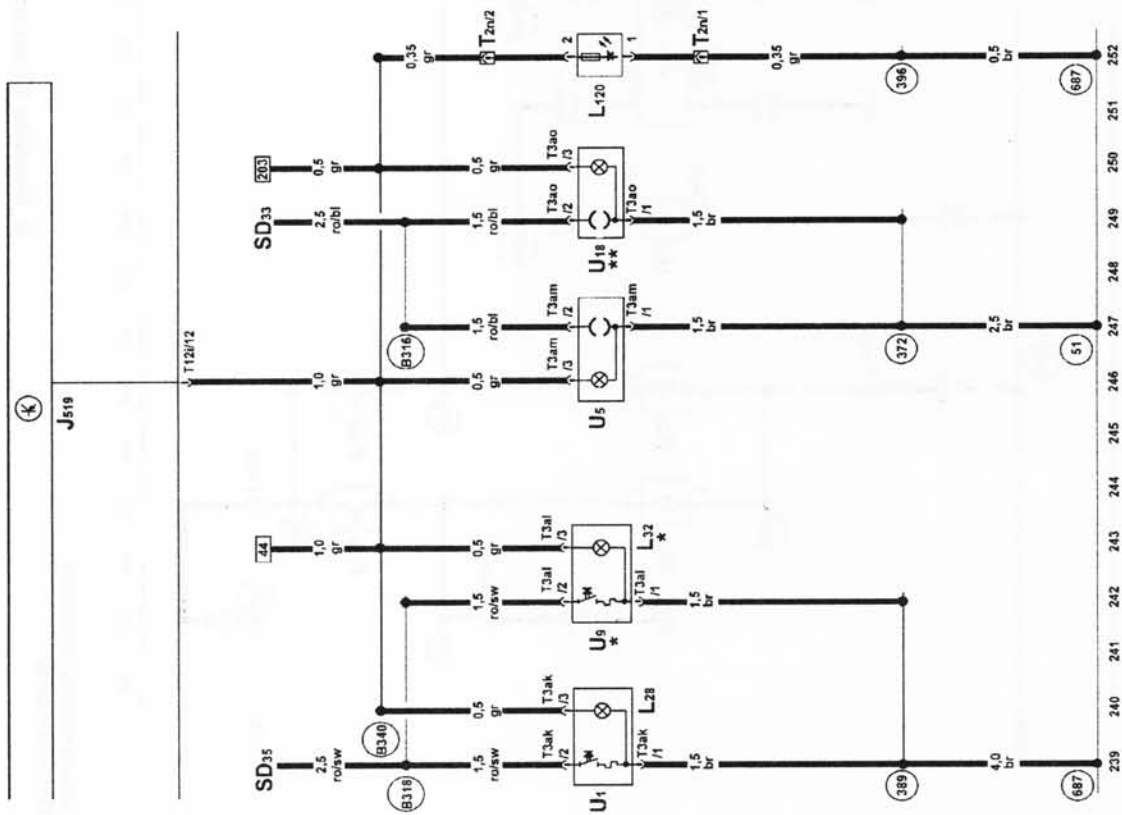 K
J519
T12i/12
SD35
2,5
ro/sw
B340
B318
44
1,0
gr
1,0
gr
SD33
2,5
ro/bl
203
0,5
gr
B316
1,5
ro/sw
0,5
gr
1,5
ro/sw
0,5
gr
0,5
gr
1,5
ro/bl
1,5
ro/bl
0,5
gr
0,35
gr
T2n/2
T3ak
/2
T3ak
/3
T3al
/2
T3al
/3
T3am
/3
T3am
/2
T3ao
/2
T3ao
/3
2
U1
L28
U9
*
L32
*
U5
U18
**
L120
T3ak
/1
T3al
/1
T3am
/1
T3ao
/1
1
T2n/1
1,5
br
1,5
br
1,5
br
1,5
br
0,35
gr
389
372
396
4,0
br
2,5
br
0,5
br
687
51
687
239 240 241 242 243 244 245 246 247 248 249 250 251 252